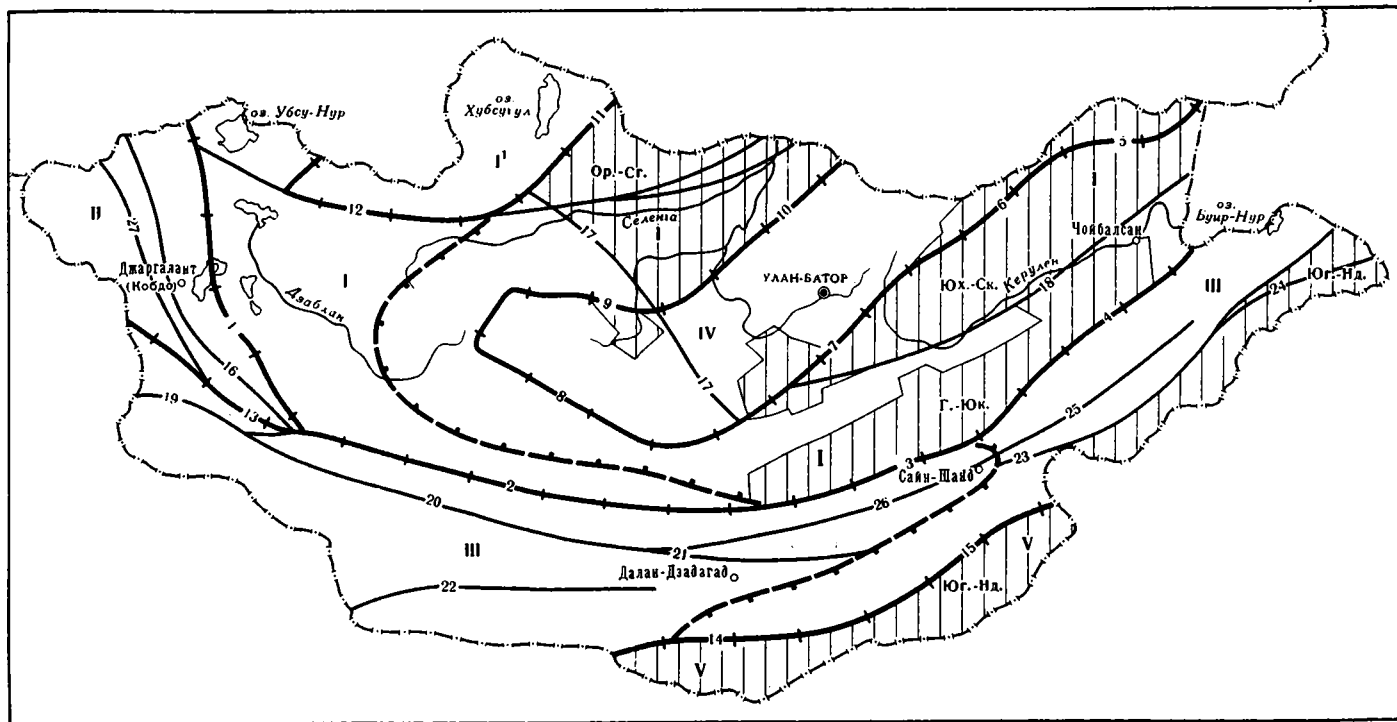 оз. Убсу-Нур
оз.
Хубсугул
11
I¹
5
Ор.-Сг.
I
II
27
12
Селенга
10
6
17
I
оз.
Буир-Нур
Чойбалсан
Джаргалант
(Кобдо)
I
УЛАН-БАТОР
Юх.-Ск.
Керулен
18
III
Юг.-Нд.
24
Дзабхан
9
IV
1
7
4
16
17
8
19
13
Г.-Юк.
25
I
3
23
2
Сайн-Шанд
20
26
III
21
15
V
Далан-Дзадагад
22
Юг.-Нд.
14
V